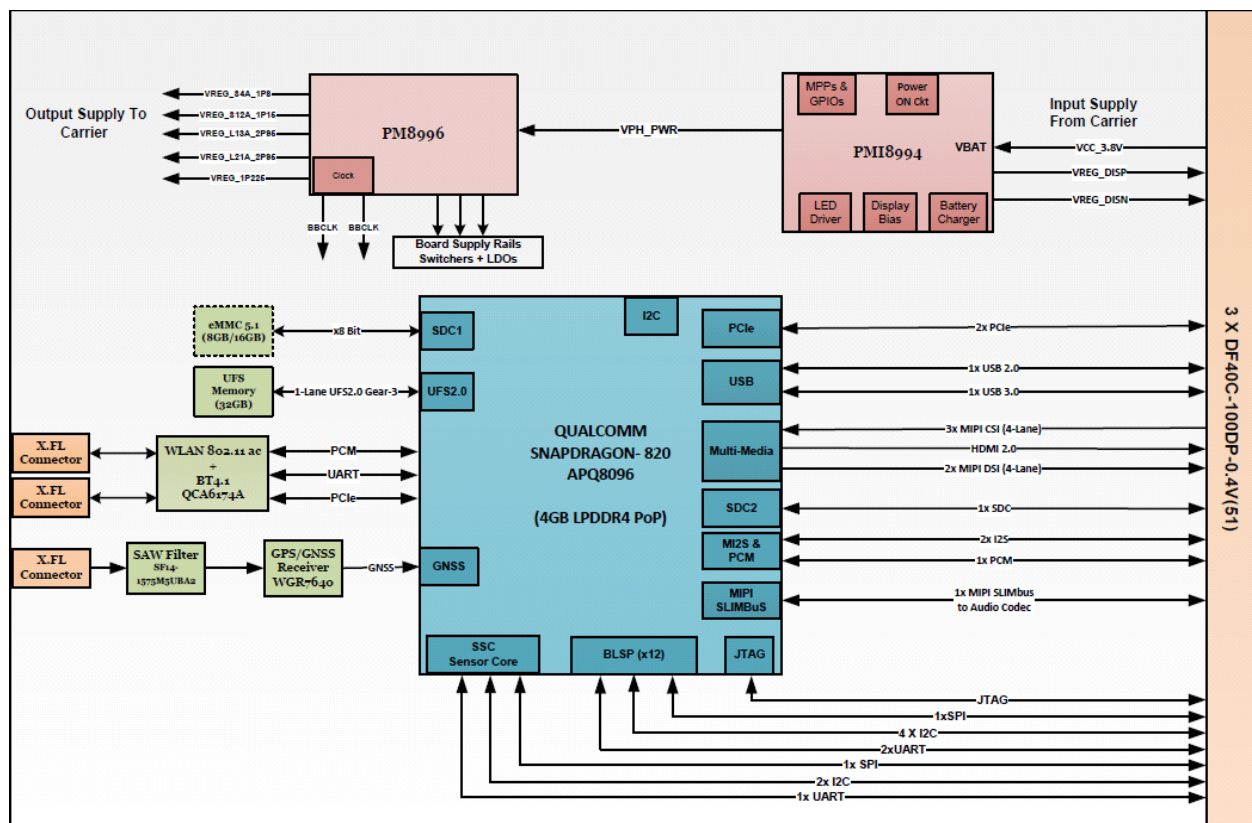 Output Supply To
Carrier
VREG_S4A_1P8
VREG_S12A_1P15
VREG_L13A_2P95
VREG_L21A_2P95
VREG_1P225
PM8996
Clock
BBCLK
BBCLK
Board Supply Rails
Switchers + LDOs
VPH_PWR
MPPs &
GPIOs
Power
ON Ckt
PMI8994
VBAT
LED
Driver
Display
Bias
Battery
Charger
Input Supply
From Carrier
VCC_3.8V
VREG_DISP
VREG_DISN
3 X DF40C-100DP-0.4V(51)
eMMC 5.1
(8GB/16GB)
x8 Bit
SDC1
UFS
Memory
(32GB)
1-Lane UFS2.0 Gear-3
UFS2.0
X.FL
Connector
X.FL
Connector
WLAN 802.11 ac
+
BT4.1
QCA6174A
PCM
UART
PCIe
X.FL
Connector
SAW Filter
SF14-
1575M5UBA2
GPS/GNSS
Receiver
WGR7640
GNSS
GNSS
I2C
QUALCOMM
SNAPDRAGON- 820
APQ8096
(4GB LPDDR4 PoP)
PCIe
2x PCIe
USB
1x USB 2.0
1x USB 3.0
Multi-Media
3x MIPI CSI (4-Lane)
HDMI 2.0
2x MIPI DSI (4-Lane)
SDC2
1x SDC
MI2S &
PCM
2x I2S
1x PCM
MIPI
SLIMBuS
1x MIPI SLIMbus
to Audio Codec
SSC
Sensor Core
BLSP (x12)
JTAG
JTAG
1xSPI
4 X I2C
2xUART
1x SPI
2x I2C
1x UART